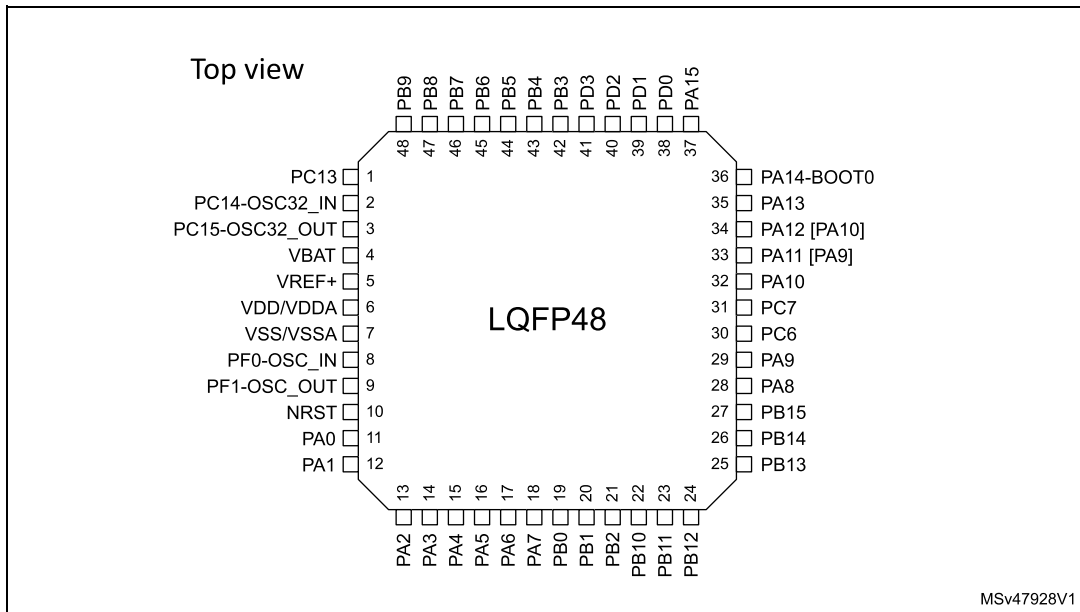 Top view
PB9
PB8
PB7
PB6
PB5
PB4
PB3
PD3
PD2
PD1
PD0
PA15
48
47
46
45
44
43
42
41
40
39
38
37
PC13 1
PC14-OSC32_IN 2
PC15-OSC32_OUT 3
VBAT 4
VREF+ 5
VDD/VDDA 6
VSS/VSSA 7
PF0-OSC_IN 8
PF1-OSC_OUT 9
NRST 10
PA0 11
PA1 12
LQFP48
36 PA14-BOOT0
35 PA13
34 PA12 [PA10]
33 PA11 [PA9]
32 PA10
31 PC7
30 PC6
29 PA9
28 PA8
27 PB15
26 PB14
25 PB13
13
14
15
16
17
18
19
20
21
22
23
24
PA2
PA3
PA4
PA5
PA6
PA7
PB0
PB1
PB2
PB10
PB11
PB12
MSv47928V1